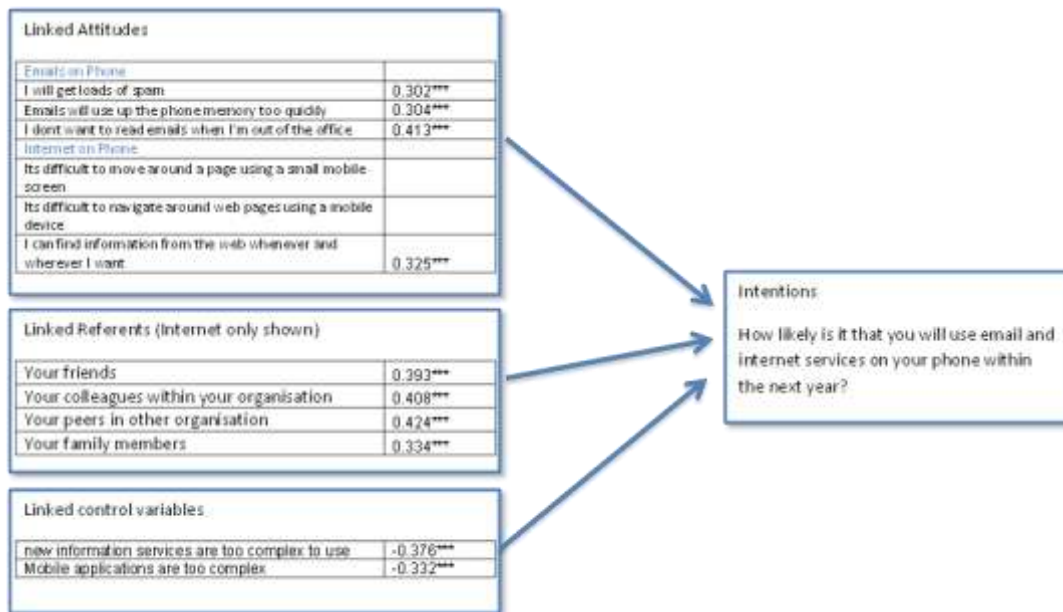 Linked Attitudes
Emails on Phone
I will get loads of spam 0.302***
Emails will use up the phone memory too quickly 0.304***
I dont want to read emails when I'm out of the office 0.413***
Internet on Phone
Its difficult to move around a page using a small mobile
screen
Its difficult to navigate around web pages using a mobile
device
I can find information from the web whenever and
wherever I want 0.325***
Linked Referents (Internet only shown)
Your friends 0.393***
Your colleagues within your organisation 0.408***
Your peers in other organisation 0.424***
Your family members 0.334***
Linked control variables
new information services are too complex to use -0.376***
Mobile applications are too complex -0.332***
Intentions
How likely is it that you will use email and
internet services on your phone within
the next year?